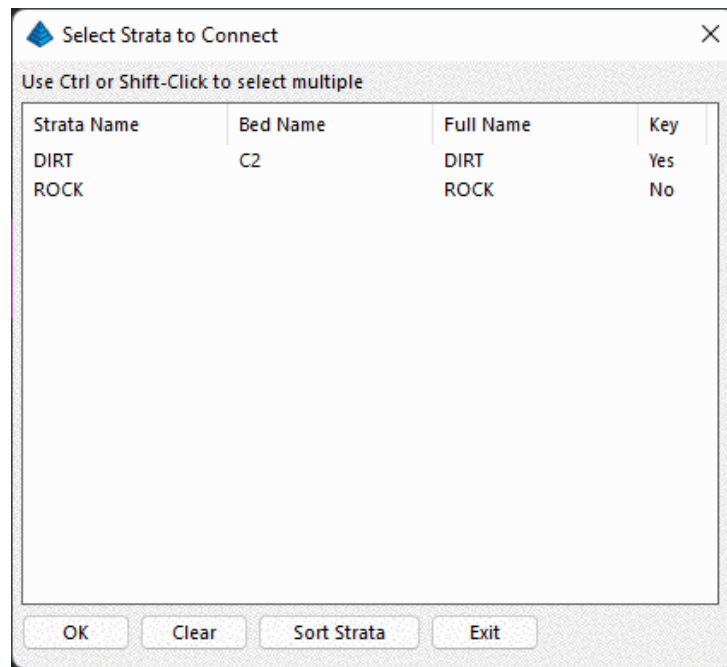 Select Strata to Connect
Use Ctrl or Shift-Click to select multiple
Strata Name Bed Name Full Name Key
DIRT C2 DIRT Yes
ROCK ROCK No
OK Clear Sort Strata Exit